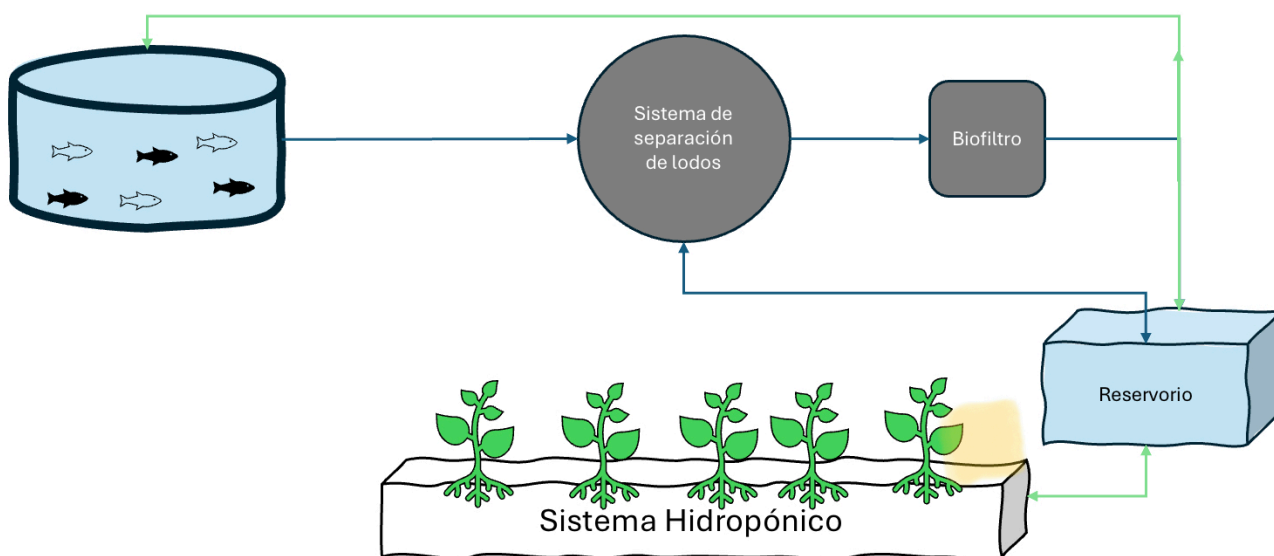 Sistema de
separación
de lodos
Biofiltro
Reservorio
Sistema Hidropónico